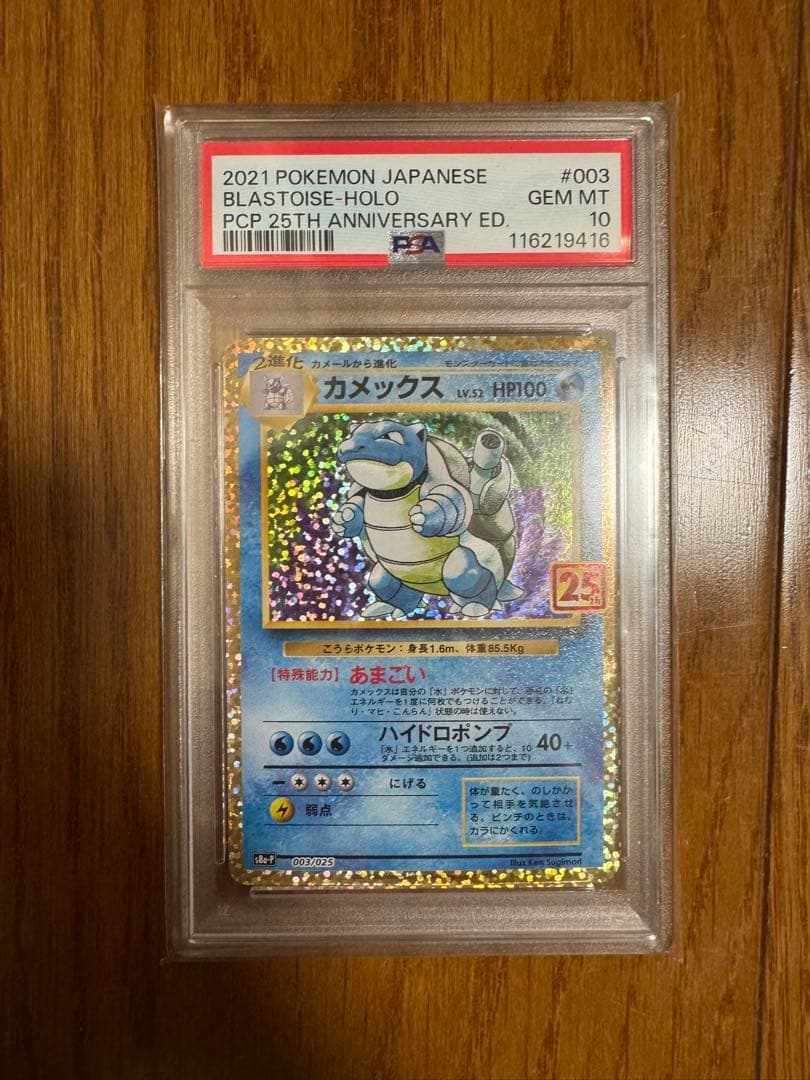 2021 POKEMON JAPANESE #003
BLASTOISE-HOLO GEM MT
PCP 25TH ANNIVERSARY ED. 10
PSA 116219416
2進化 カメールから進化
カメックス LV.52 HP100
25th
こうらポケモン:身長1.6m、体重85.5Kg
【特殊能力】あまごい
カメックスは自分の「水」ポケモンに対して、手札の「水」
エネルギーを1度に何枚でもつけることができる。「ねむ
り・マヒ・こんらん」状態の時は使えない。
ハイドロポンプ 40+
「水」エネルギーを1つ追加すると、10
ダメージ追加できる。(追加は2つまで)
にげる
弱点
体が重たく、のしかか
って相手を気絶させ
る。ピンチのときは、
カラにかくれる。
s8a-P 003/025 Illus.Ken Sugimori